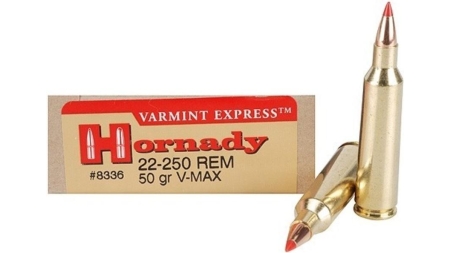 VARMINT EXPRESS™
Hornady
#8336
22-250 REM
50 gr V-MAX